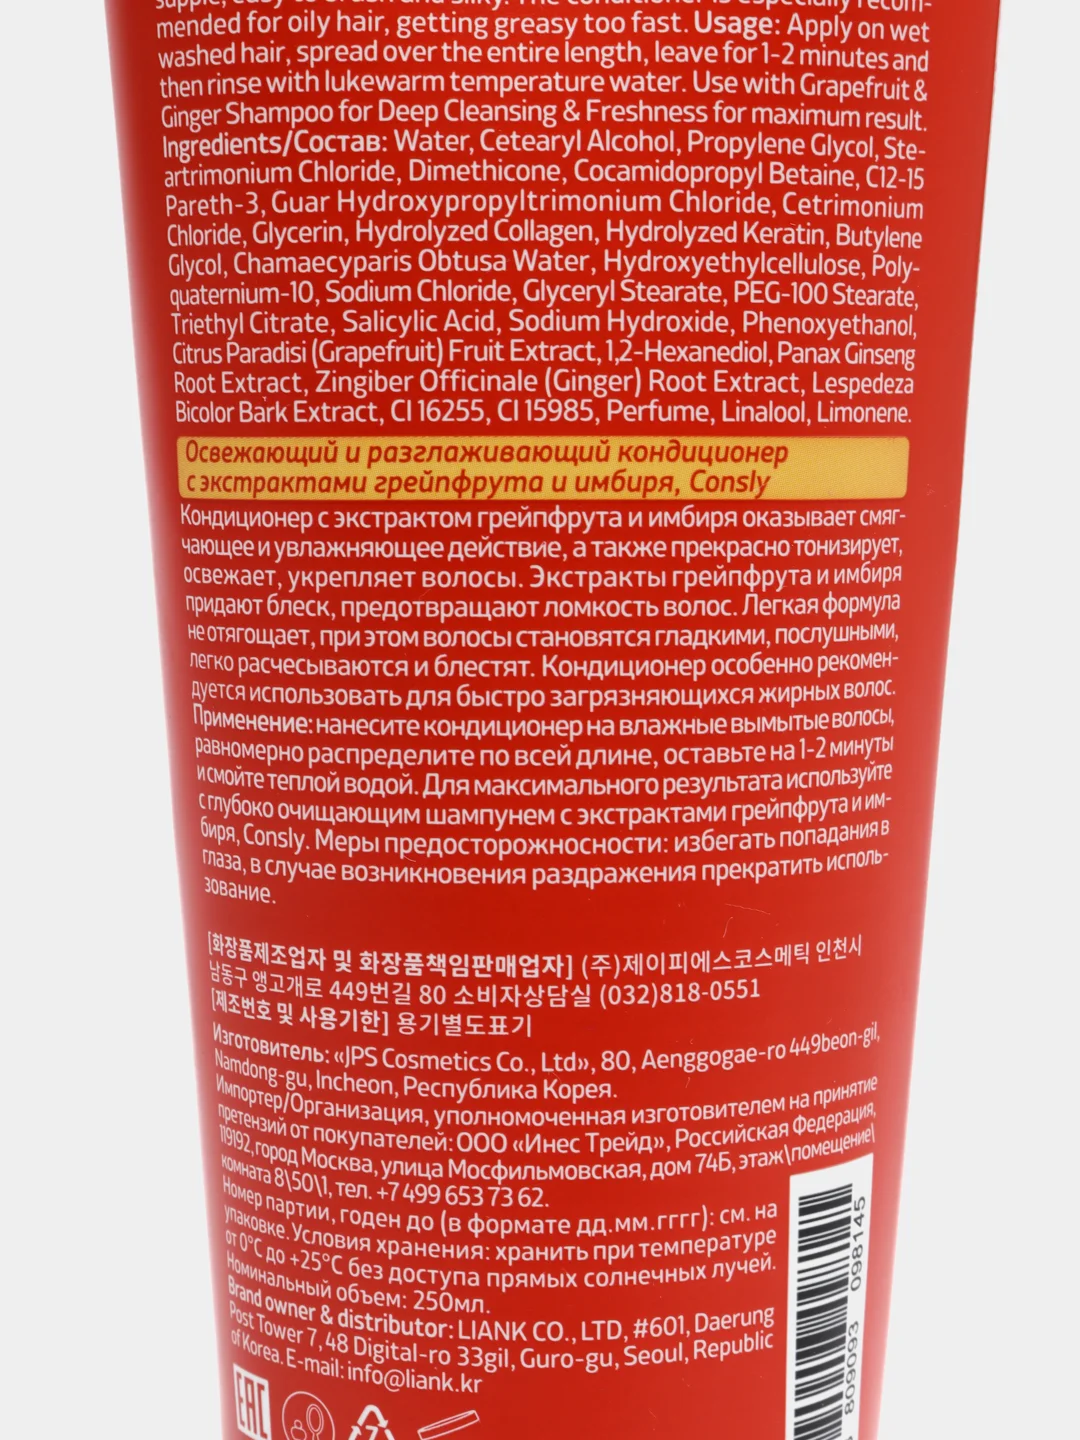 supple, easy to brush and silky. The conditioner is especially recom-
mended for oily hair, getting greasy too fast. Usage: Apply on wet
washed hair, spread over the entire length, leave for 1-2 minutes and
then rinse with lukewarm temperature water. Use with Grapefruit &
Ginger Shampoo for Deep Cleansing & Freshness for maximum result.
Ingredients/Состав: Water, Cetearyl Alcohol, Propylene Glycol, Ste-
artrimonium Chloride, Dimethicone, Cocamidopropyl Betaine, C12-15
Pareth-3, Guar Hydroxypropyltrimonium Chloride, Cetrimonium
Chloride, Glycerin, Hydrolyzed Collagen, Hydrolyzed Keratin, Butylene
Glycol, Chamaecyparis Obtusa Water, Hydroxyethylcellulose, Poly-
quaternium-10, Sodium Chloride, Glyceryl Stearate, PEG-100 Stearate,
Triethyl Citrate, Salicylic Acid, Sodium Hydroxide, Phenoxyethanol,
Citrus Paradisi (Grapefruit) Fruit Extract, 1,2-Hexanediol, Panax Ginseng
Root Extract, Zingiber Officinale (Ginger) Root Extract, Lespedeza
Bicolor Bark Extract, CI 16255, CI 15985, Perfume, Linalool, Limonene.
Освежающий и разглаживающий кондиционер
с экстрактами грейпфрута и имбиря, Consly
Кондиционер с экстрактом грейпфрута и имбиря оказывает смяг-
чающее и увлажняющее действие, а также прекрасно тонизирует,
освежает, укрепляет волосы. Экстракты грейпфрута и имбиря
придают блеск, предотвращают ломкость волос. Легкая формула
не отягощает, при этом волосы становятся гладкими, послушными,
легко расчесываются и блестят. Кондиционер особенно рекомен-
дуется использовать для быстро загрязняющихся жирных волос.
Применение: нанесите кондиционер на влажные вымытые волосы,
равномерно распределите по всей длине, оставьте на 1-2 минуты
и смойте теплой водой. Для максимального результата используйте
с глубоко очищающим шампунем с экстрактами грейпфрута и им-
биря, Consly. Меры предосторожносности: избегать попадания в
глаза, в случае возникновения раздражения прекратить исполь-
зование.
[화장품제조업자 및 화장품책임판매업자] (주)제이피에스코스메틱 인천시
남동구 앵고개로 449번길 80 소비자상담실 (032)818-0551
[제조번호 및 사용기한] 용기별도표기
Изготовитель: «JPS Cosmetics Co., Ltd», 80, Aenggogae-ro 449beon-gil,
Namdong-gu, Incheon, Республика Корея.
Импортер/Организация, уполномоченная изготовителем на принятие
претензий от покупателей: ООО «Инес Трейд», Российская Федерация,
119192, город Москва, улица Мосфильмовская, дом 74Б, этаж\помещение\
комната 8\50\1, тел. +7 499 653 73 62.
Номер партии, годен до (в формате дд.мм.гггг): см. на
упаковке. Условия хранения: хранить при температуре
от 0°C до +25°C без доступа прямых солнечных лучей.
Номинальный объем: 250мл.
Brand owner & distributor: LIANK CO., LTD, #601, Daerung
Post Tower 7, 48 Digital-ro 33gil, Guro-gu, Seoul, Republic
of Korea. E-mail: info@liank.kr
EAC
7
809093 098145